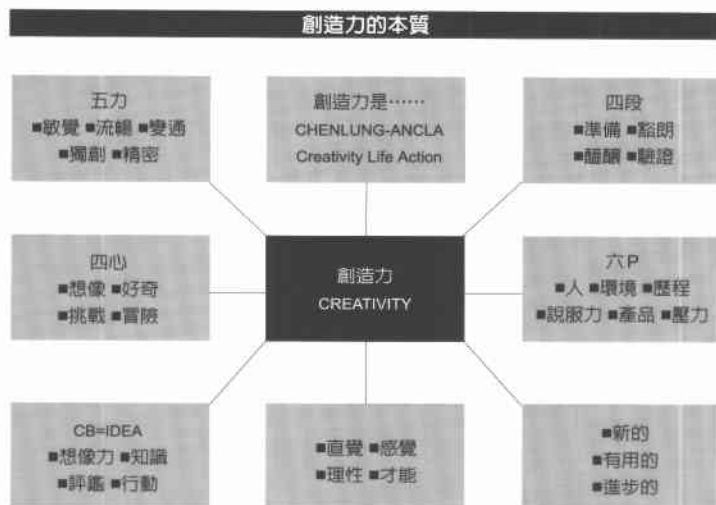 創造力的本質
五力
■敏覺 ■流暢 ■變通
■獨創 ■精密
創造力是……
CHENLUNG-ANCLA
Creativity Life Action
四段
■準備 ■豁朗
■醞釀 ■驗證
四心
■想像 ■好奇
■挑戰 ■冒險
創造力
CREATIVITY
六P
■人 ■環境 ■歷程
■說服力 ■產品 ■壓力
CB=IDEA
■想像力 ■知識
■評鑑 ■行動
■直覺 ■感覺
■理性 ■才能
■新的
■有用的
■進步的